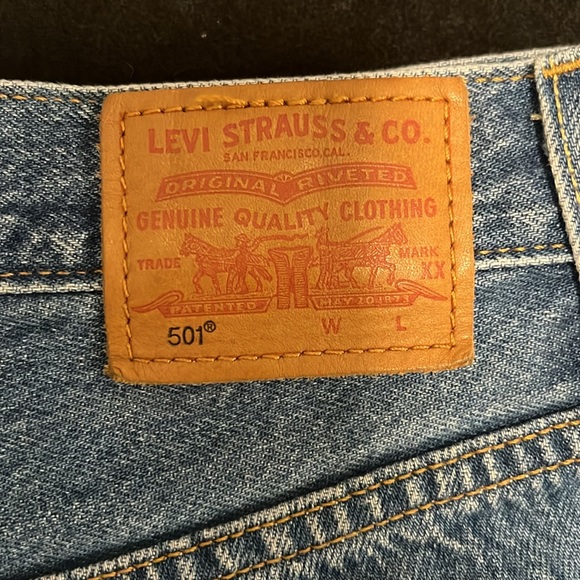 LEVI STRAUSS & CO.
SAN FRANCISCO, CAL.
ORIGINAL RIVETED
GENUINE QUALITY CLOTHING
TRADE MARK
XX
PATENTED MAY 20 1873
501® W L